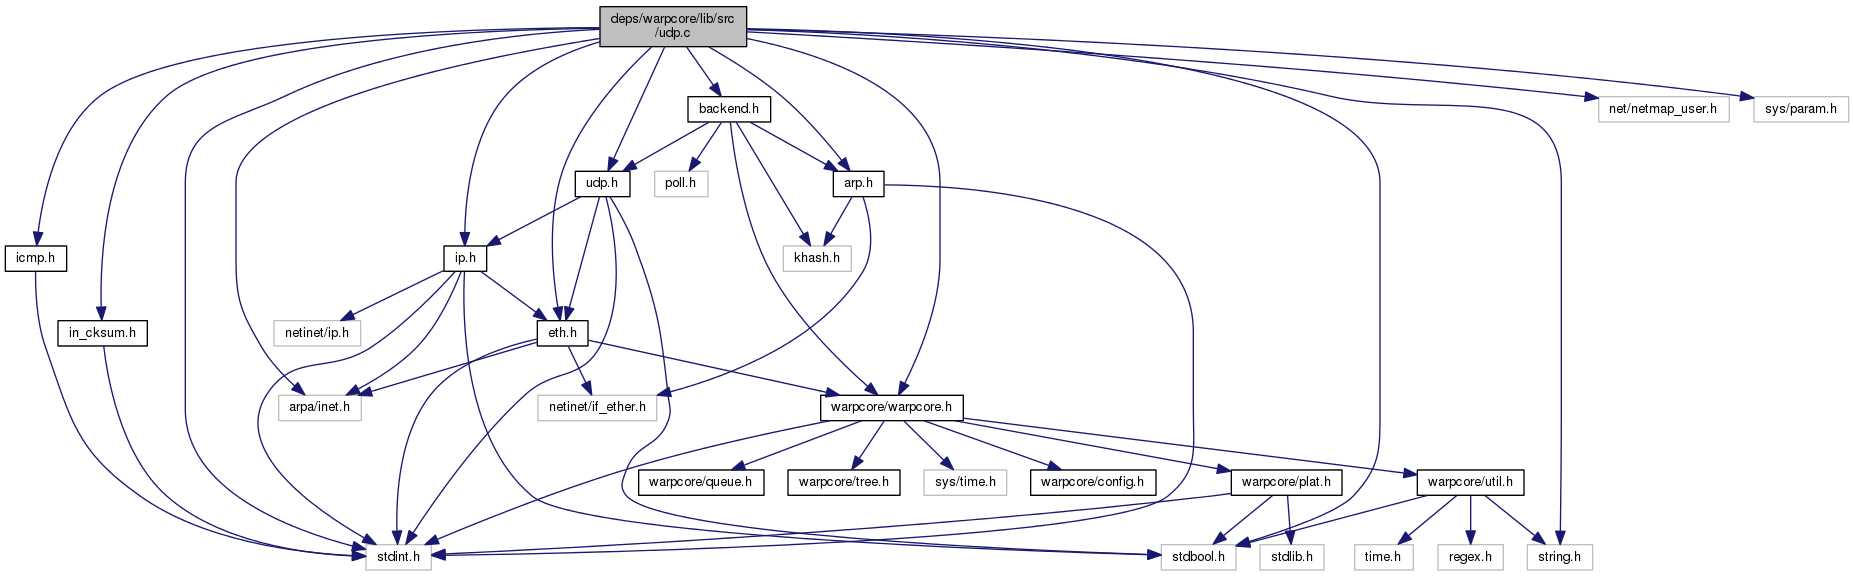 deps/warpcore/lib/src
/udp.c
backend.h
net/netmap_user.h
sys/param.h
udp.h
poll.h
arp.h
icmp.h
ip.h
khash.h
in_cksum.h
netinet/ip.h
eth.h
arpa/inet.h
netinet/if_ether.h
warpcore/warpcore.h
warpcore/queue.h
warpcore/tree.h
sys/time.h
warpcore/config.h
warpcore/plat.h
warpcore/util.h
stdint.h
stdbool.h
stdlib.h
time.h
regex.h
string.h